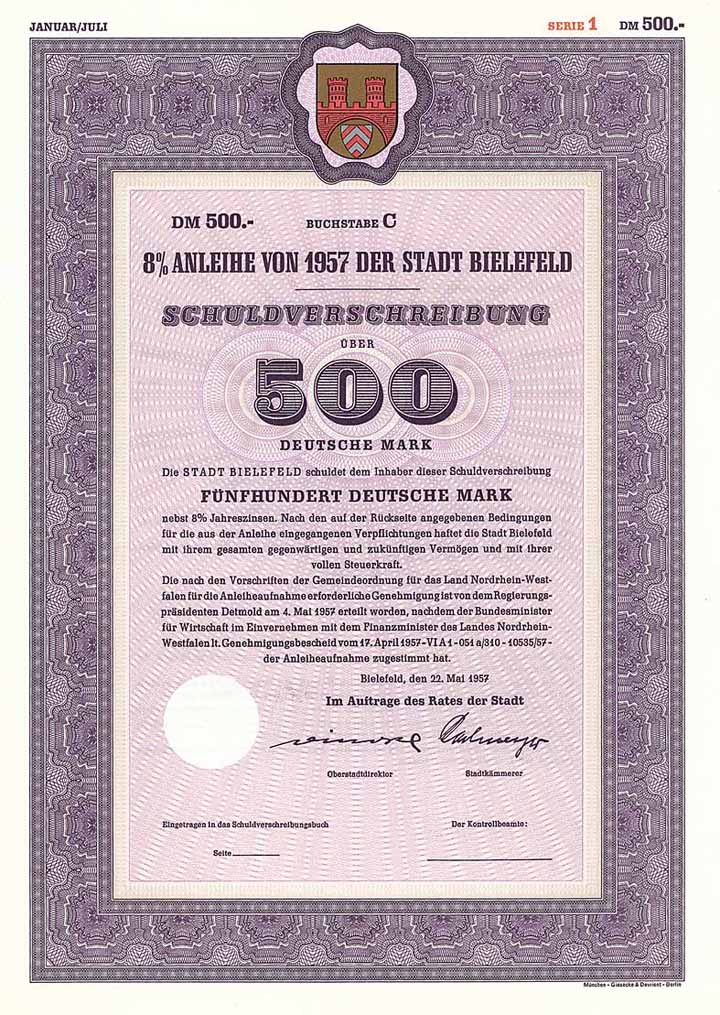 JANUAR/JULI
SERIE 1 DM 500.-
DM 500.- BUCHSTABE C
8% ANLEIHE VON 1957 DER STADT BIELEFELD
SCHULDVERSCHREIBUNG
ÜBER
500
DEUTSCHE MARK
Die STADT BIELEFELD schuldet dem Inhaber dieser Schuldverschreibung
FÜNFHUNDERT DEUTSCHE MARK
nebst 8% Jahreszinsen. Nach den auf der Rückseite angegebenen Bedingungen
für die aus der Anleihe eingegangenen Verpflichtungen haftet die Stadt Bielefeld
mit ihrem gesamten gegenwärtigen und zukünftigen Vermögen und mit ihrer
vollen Steuerkraft.
Die nach den Vorschriften der Gemeindeordnung für das Land Nordrhein-West-
falen für die Anleiheaufnahme erforderliche Genehmigung ist von dem Regierungs-
präsidenten Detmold am 4. Mai 1957 erteilt worden, nachdem der Bundesminister
für Wirtschaft im Einvernehmen mit dem Finanzminister des Landes Nordrhein-
Westfalen lt. Genehmigungsbescheid vom 17. April 1957-VI A 1 - 051 a/310 - 10535/57 -
der Anleiheaufnahme zugestimmt hat.
Bielefeld, den 22. Mai 1957
Im Auftrage des Rates der Stadt
Oberstadtdirektor Stadtkämmerer
Eingetragen in das Schuldverschreibungsbuch Der Kontrollbeamte:
Seite
München - Giesecke & Devrient - Berlin